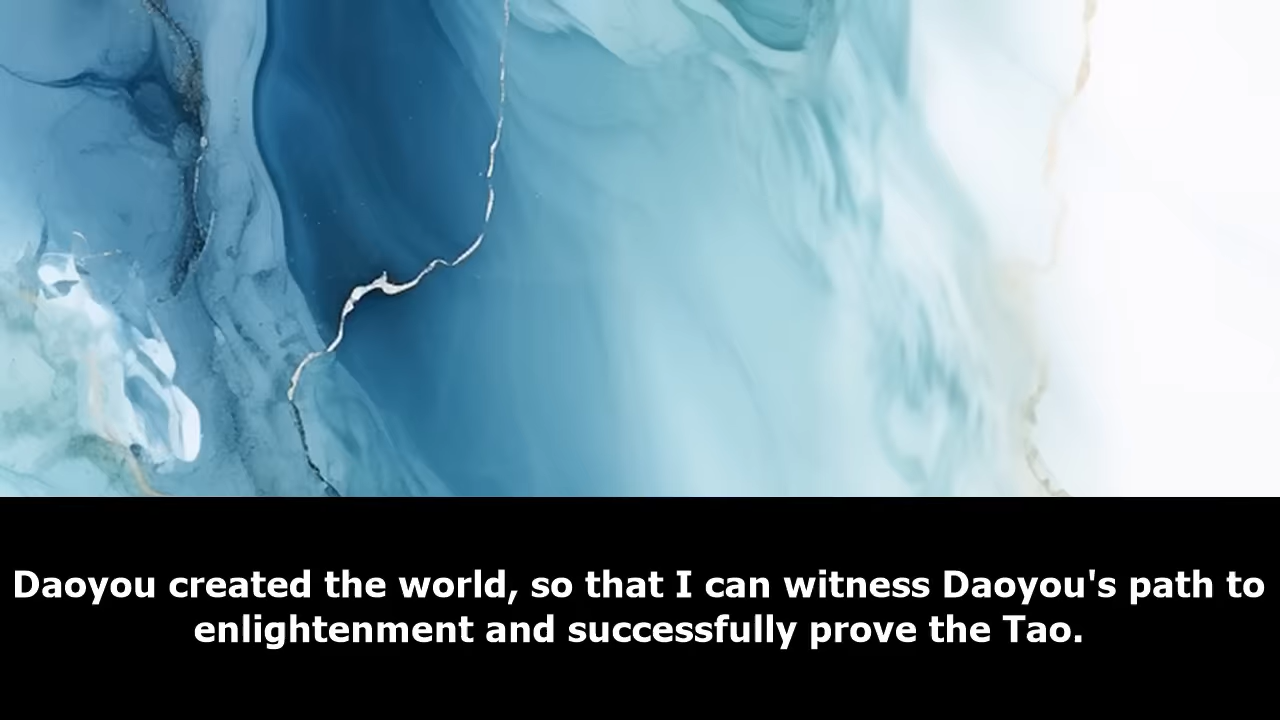 Daoyou created the world, so that I can witness Daoyou's path to
enlightenment and successfully prove the Tao.